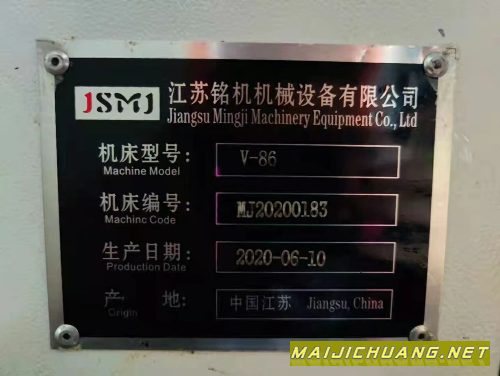 JSMJ 江苏铭机机械设备有限公司
Jiangsu Mingji Machinery Equipment Co., Ltd
机床型号: V-86
Machine Model
机床编号: MJ20200183
Machinc Code
生产日期: 2020-06-10
Production Date
产 地: 中国江苏 Jiangsu, China
Origin
MAIJICHUANG.NET